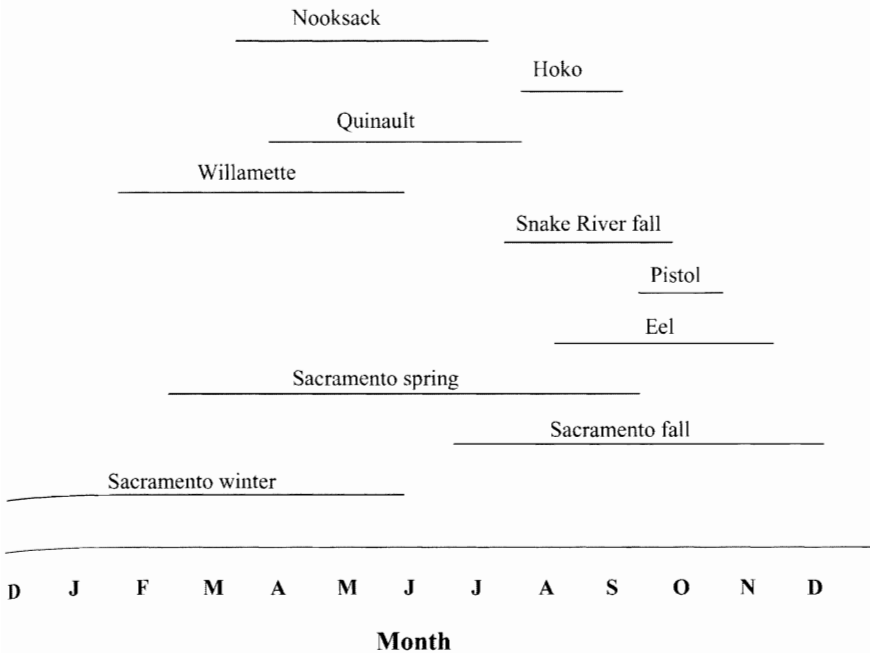 Nooksack
Hoko
Quinault
Willamette
Snake River fall
Pistol
Eel
Sacramento spring
Sacramento fall
Sacramento winter
D J F M A M J J A S O N D
Month